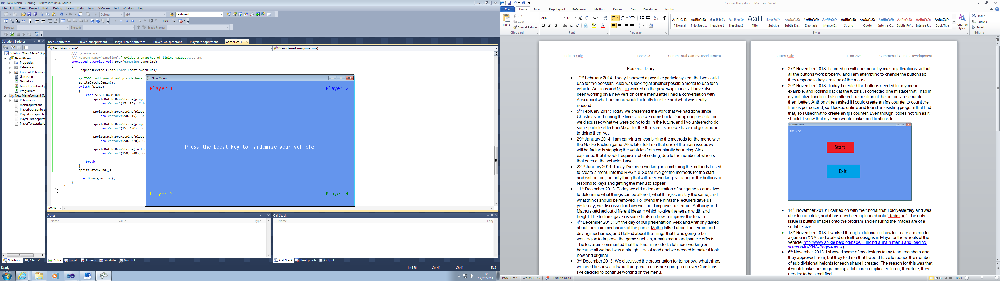 New Menu (Running) - Microsoft Visual Studio
File Edit View Project Build Debug Team Data Tools VMware Test Window Help
Debug x86 keyboard
Hex
Process: Thread: Stack Frame:
Solution Explorer
Solution 'New Menu' (2 p
New Menu
Properties
References
Content Reference
Game.ico
Game1.cs
GameThumbnail.p
Program.cs
New MenuContent (C
References
menu.spritefont
PlayerFour.spritefo
PlayerOne.spritefo
PlayerThree.spritef
PlayerTwo.spritefo
Solution... Class Vi...
menu.spritefont PlayerFour.spritefont PlayerThree.spritefont PlayerTwo.spritefont PlayerOne.spritefont Game1.cs
New_Menu.Game1 Draw(GameTime gameTime)
/// </summary>
/// <param name="gameTime">Provides a snapshot of timing values.</param>
protected override void Draw(GameTime gameTime)
{
GraphicsDevice.Clear(Color.CornflowerBlue);
// TODO: Add your drawing code here
spriteBatch.Begin();
switch (state)
{
case STARTING_MENU:
spriteBatch.DrawString(player
new Vector2(15, 15), Colo
spriteBatch.DrawString(player
new Vector2(690, 15), Co
spriteBatch.DrawString(player
new Vector2(15, 420), Co
spriteBatch.DrawString(player
new Vector2(690, 420), C
spriteBatch.DrawString(instru
new Vector2(150, 240), C
break;
}
spriteBatch.End();
base.Draw(gameTime);
}
}
}
100 %
New Menu
Player 1 Player 2
Press the boost key to randomize your vehicle
Player 3 Player 4
Autos
Name Value Type
Autos Locals Threads Modules Watch 1
Call Stack
Name Lang
Call Stack Breakpoints Output
Ready Ln 136 Col 44 Ch 44 INS
10:00
12/02/2014
Personal Diary.docx - Microsoft Word
File Home Insert Page Layout References Mailings Review View Developer Acrobat
Paste
Cut
Copy
Format Painter
Clipboard
Arial 12
Font
Paragraph
AaBbCcDc AaBbCcDc AaBbC AaBbCc AaB AaBbCc. AaBbCcDt AaBbCcDt AaBbCcDt AaBbCcDc AaBbCcDt AaBbCcDt AaBbCcDc AaBbCcDc AaBbCcDc
¶ Normal ¶ No Spaci... Heading 1 Heading 2 Title Subtitle Subtle Em... Emphasis Intense E... Strong Quote Intense Q... Subtle Ref... Intense R... Book Title
Styles
Change Styles
Find
Replace
Select
Editing
Robert Cale 11003428 Commercial Games Development
Personal Diary
• 12th February 2014: Today I showed a possible particle system that we could
use for the boosters. Alex was looking at another possible model to use for a
vehicle, Anthony and Mathu worked on the power-up models. I have also
been working on a new version of the menu after I had a conversation with
Alex about what the menu would actually look like and what was really
needed.
• 5th February 2014: Today we presented the work that we had done since
Christmas and during the time since we came back. During our presentation
we discussed what we were going to do in the future, and I volunteered to do
some particle effects in Maya for the thrusters, since we have not got around
to doing them yet.
• 29th January 2014: I am carrying on combining the methods for the menu with
the Gecko Faction game. Alex later told me that one of the main issues we
will be facing is stopping the vehicles from constantly bouncing. Alex
explained that it would require a lot of coding, due to the number of wheels
that each of the vehicles have.
• 22nd January 2014: Today I've been working on combining the methods I used
to create a menu into the RPG file. So far I've got the methods for the start
and exit button, the only thing that will need working is changing the buttons to
respond to keys and getting the menu to appear.
• 11th December 2013: Today we did a demonstration of our game to ourselves
to determine what things can be altered, what things can stay the same, and
what things should be removed. Following the hints the lecturers gave us
yesterday, we discussed on how we could improve the terrain. Anthony and
Mathu sketched out different ideas in which to give the terrain width and
height. The lecturer gave us some hints on how to improve the terrain.
• 4th December 2013: On the day of our presentation, Alex and Anthony talked
about the main mechanics of the game, Mathu talked about the terrain and
driving mechanics, and I talked about the things that I was going to be
working on to improve the game such as, a main menu and particle effects.
The lecturers commented that the terrain needed a lot more working on
because all we had was a straight line of road and we needed to make it look
new and original.
• 3rd December 2013: We discussed the presentation for tomorrow; what things
we need to show and what things each of us are going to do over Christmas.
I've decided to continue working on the menu.
Robert Cale 11003428 Commercial Games Development
• 27th November 2013: I carried on with the menu by making alterations so that
all the buttons work properly, and I am attempting to change the buttons so
they respond to keys instead of the mouse.
• 20th November 2013: Today I created the buttons needed for my menu
example, and looking back at the tutorial, I corrected one mistake that I had in
my initialize function. I also altered the position of the buttons to separate
them better. Anthony then asked if I could create an fps counter to count the
frames per second, so I looked online and found an existing program that had
that, so I used that to create an fps counter. Even though it does not run as it
should, I know that my team would make modifications to it.
Example Menu
FPS = 60
Start
Exit
• 14th November 2013: I carried on with the tutorial that I did yesterday and was
able to complete, and it has now been uploaded onto "Redmine". The only
issue is putting images onto the program and ensuring the images are of a
suitable size.
• 13th November 2013: I worked through a tutorial on how to create a menu for
a game in XNA, and worked on further designs in Maya for the wheels of the
vehicle (http://www.spikie.be/blog/page/Building-a-main-menu-and-loading-
screens-in-XNA-Page-4.aspx)
• 6th November 2013: I showed some of my designs to my team members and
they approved them, but they told me that I would have to reduce the number
of sub divisional heights for each shape I created. The reason for this was that
it would make the programming a lot more complicated to do; therefore, they
needed to be simplified.
Page: 1 of 4 Words: 1,146 English (U.K.) 100%